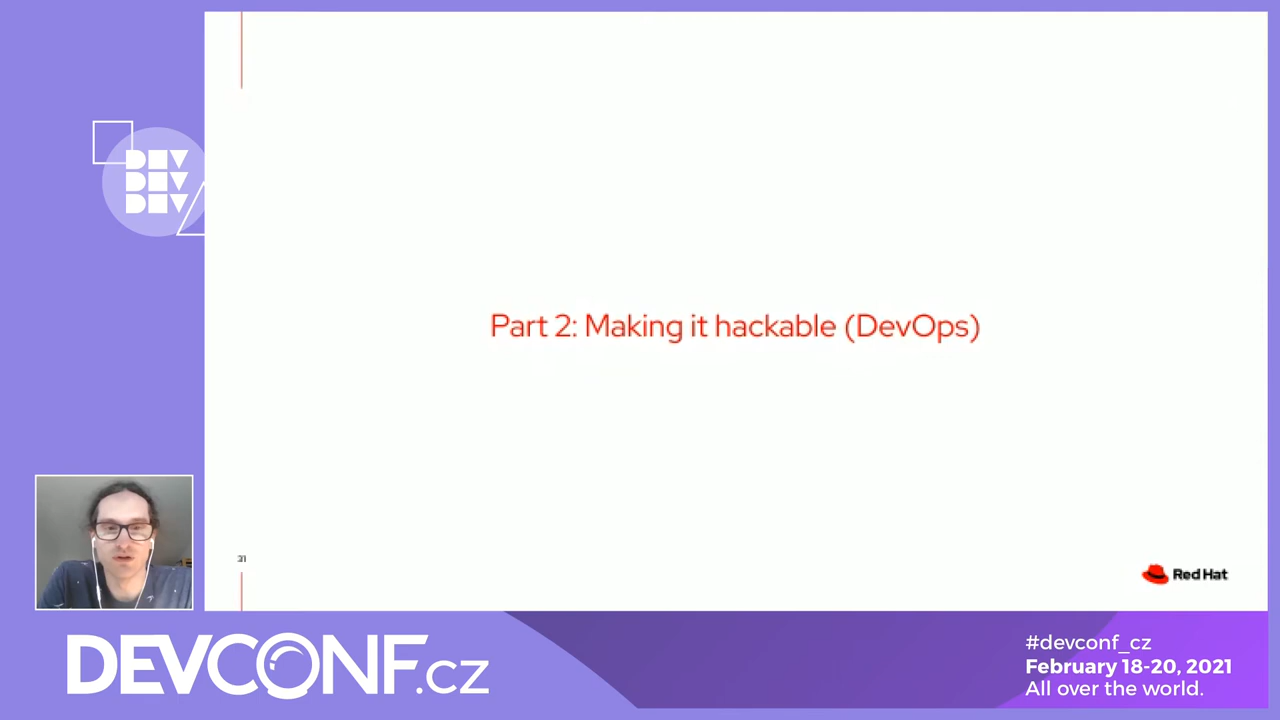 DEV
DEV
DEV
Part 2: Making it hackable (DevOps)
21
Red Hat
DEVCONF.cz
#devconf_cz
February 18-20, 2021
All over the world.